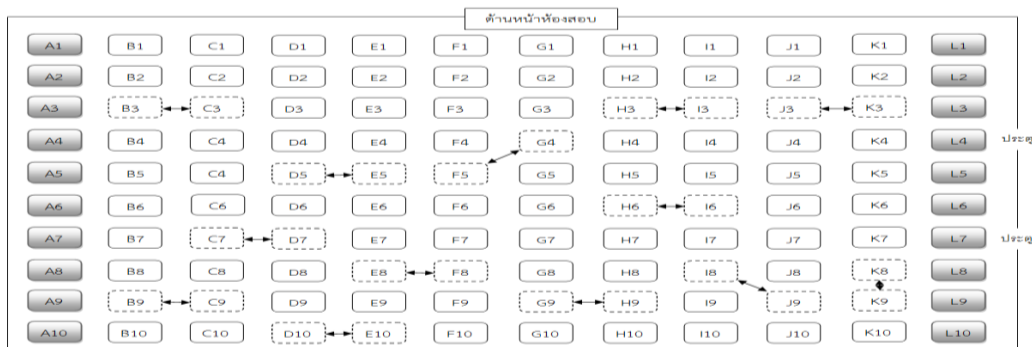 ด้านหน้าห้องสอบ
A1 B1 C1 D1 E1 F1 G1 H1 I1 J1 K1 L1
A2 B2 C2 D2 E2 F2 G2 H2 I2 J2 K2 L2
A3 B3 C3 D3 E3 F3 G3 H3 I3 J3 K3 L3
A4 B4 C4 D4 E4 F4 G4 H4 I4 J4 K4 L4 ประตู
A5 B5 C4 D5 E5 F5 G5 H5 I5 J5 K5 L5
A6 B6 C6 D6 E6 F6 G6 H6 I6 J6 K6 L6
A7 B7 C7 D7 E7 F7 G7 H7 I7 J7 K7 L7 ประตู
A8 B8 C8 D8 E8 F8 G8 H8 I8 J8 K8 L8
A9 B9 C9 D9 E9 F9 G9 H9 I9 J9 K9 L9
A10 B10 C10 D10 E10 F10 G10 H10 I10 J10 K10 L10